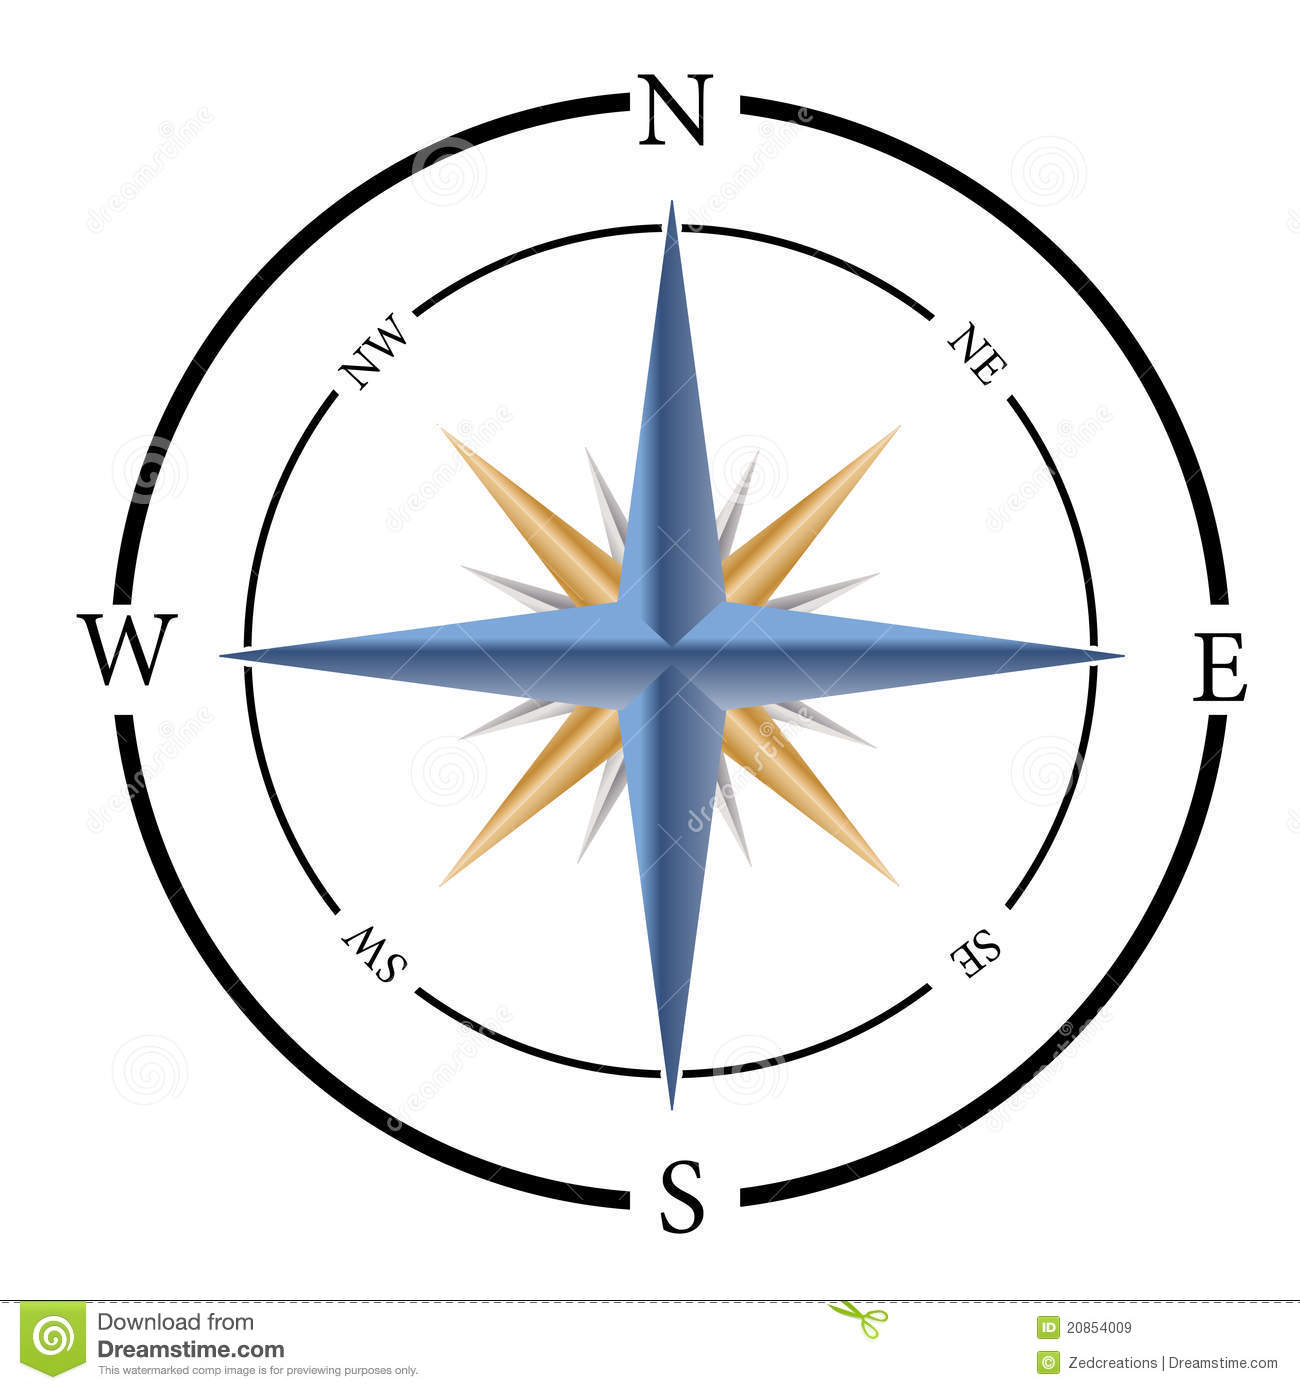 N
NW
NE
W
E
SW
SE
S
Download from
Dreamstime.com
This watermarked comp image is for previewing purposes only.
ID 20854009
© Zedcreations | Dreamstime.com
dreamstime